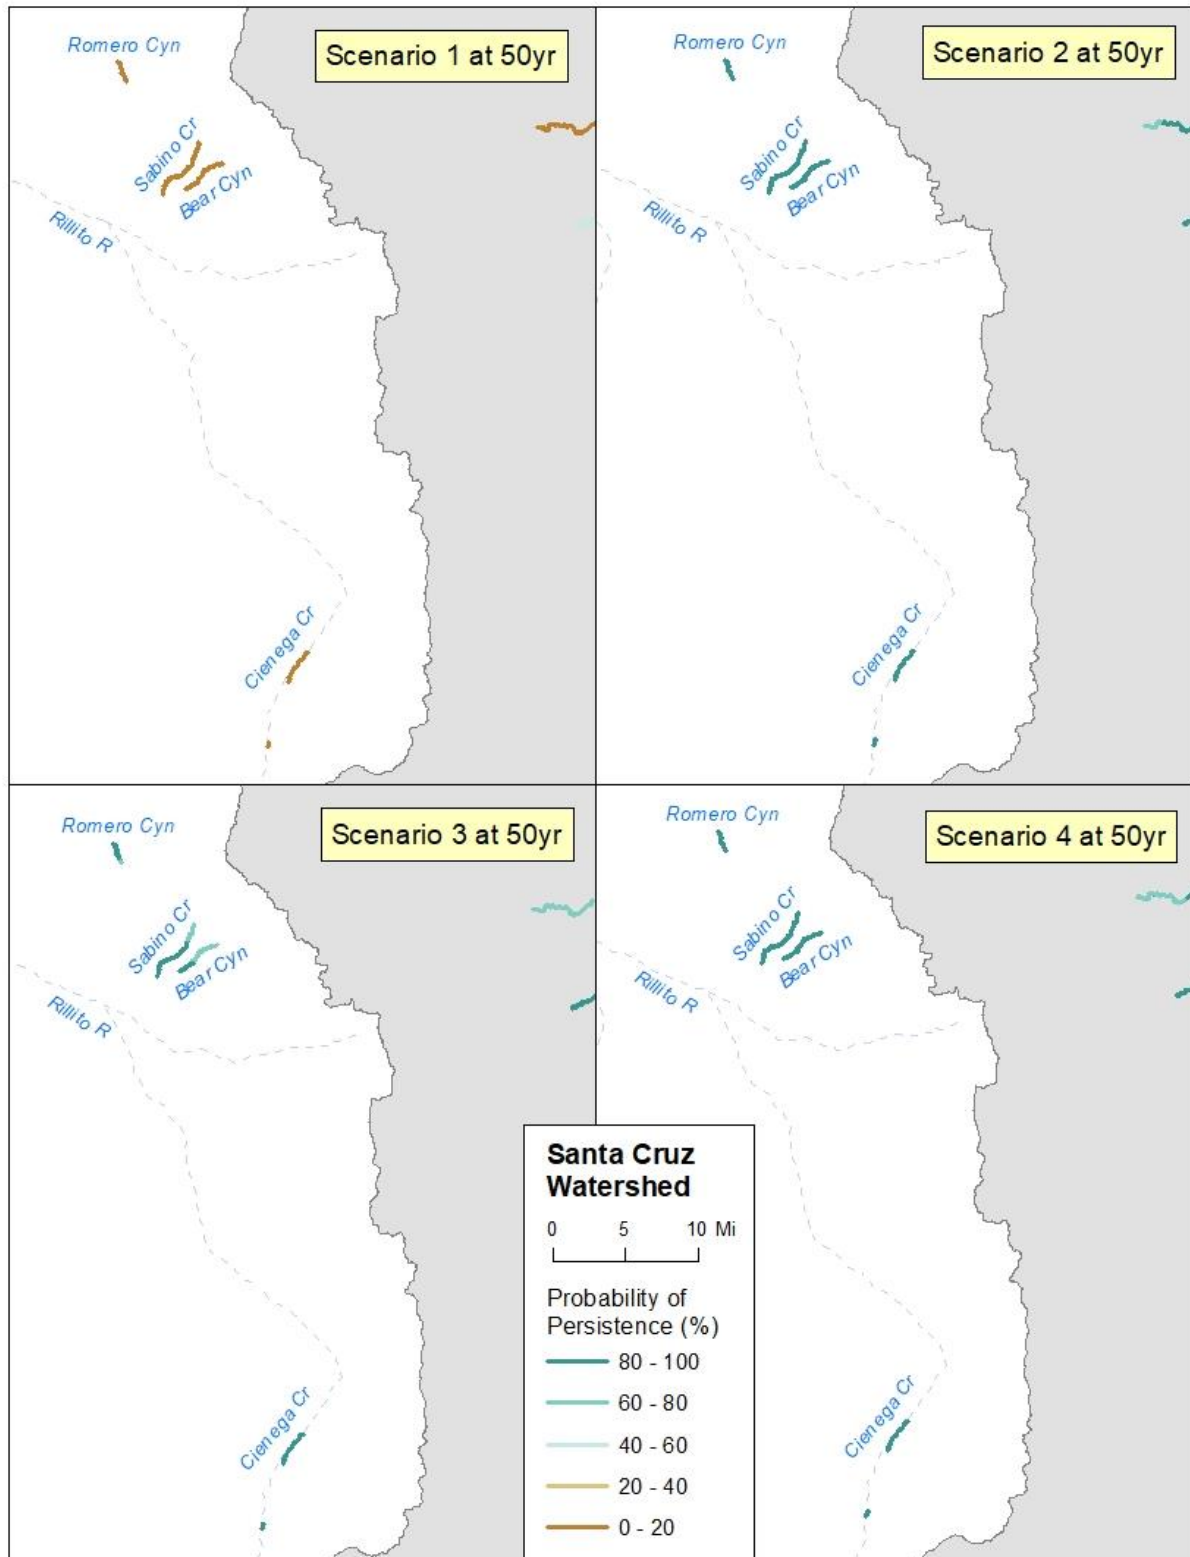 Romero Cyn
Scenario 1 at 50yr
Sabino Cr
Bear Cyn
Rillito R
Cienega Cr
Romero Cyn
Scenario 2 at 50yr
Sabino Cr
Bear Cyn
Rillito R
Cienega Cr
Romero Cyn
Scenario 3 at 50yr
Sabino Cr
Bear Cyn
Rillito R
Cienega Cr
Romero Cyn
Scenario 4 at 50yr
Sabino Cr
Bear Cyn
Rillito R
Cienega Cr
Santa Cruz
Watershed
0 5 10 Mi
Probability of
Persistence (%)
80 - 100
60 - 80
40 - 60
20 - 40
0 - 20